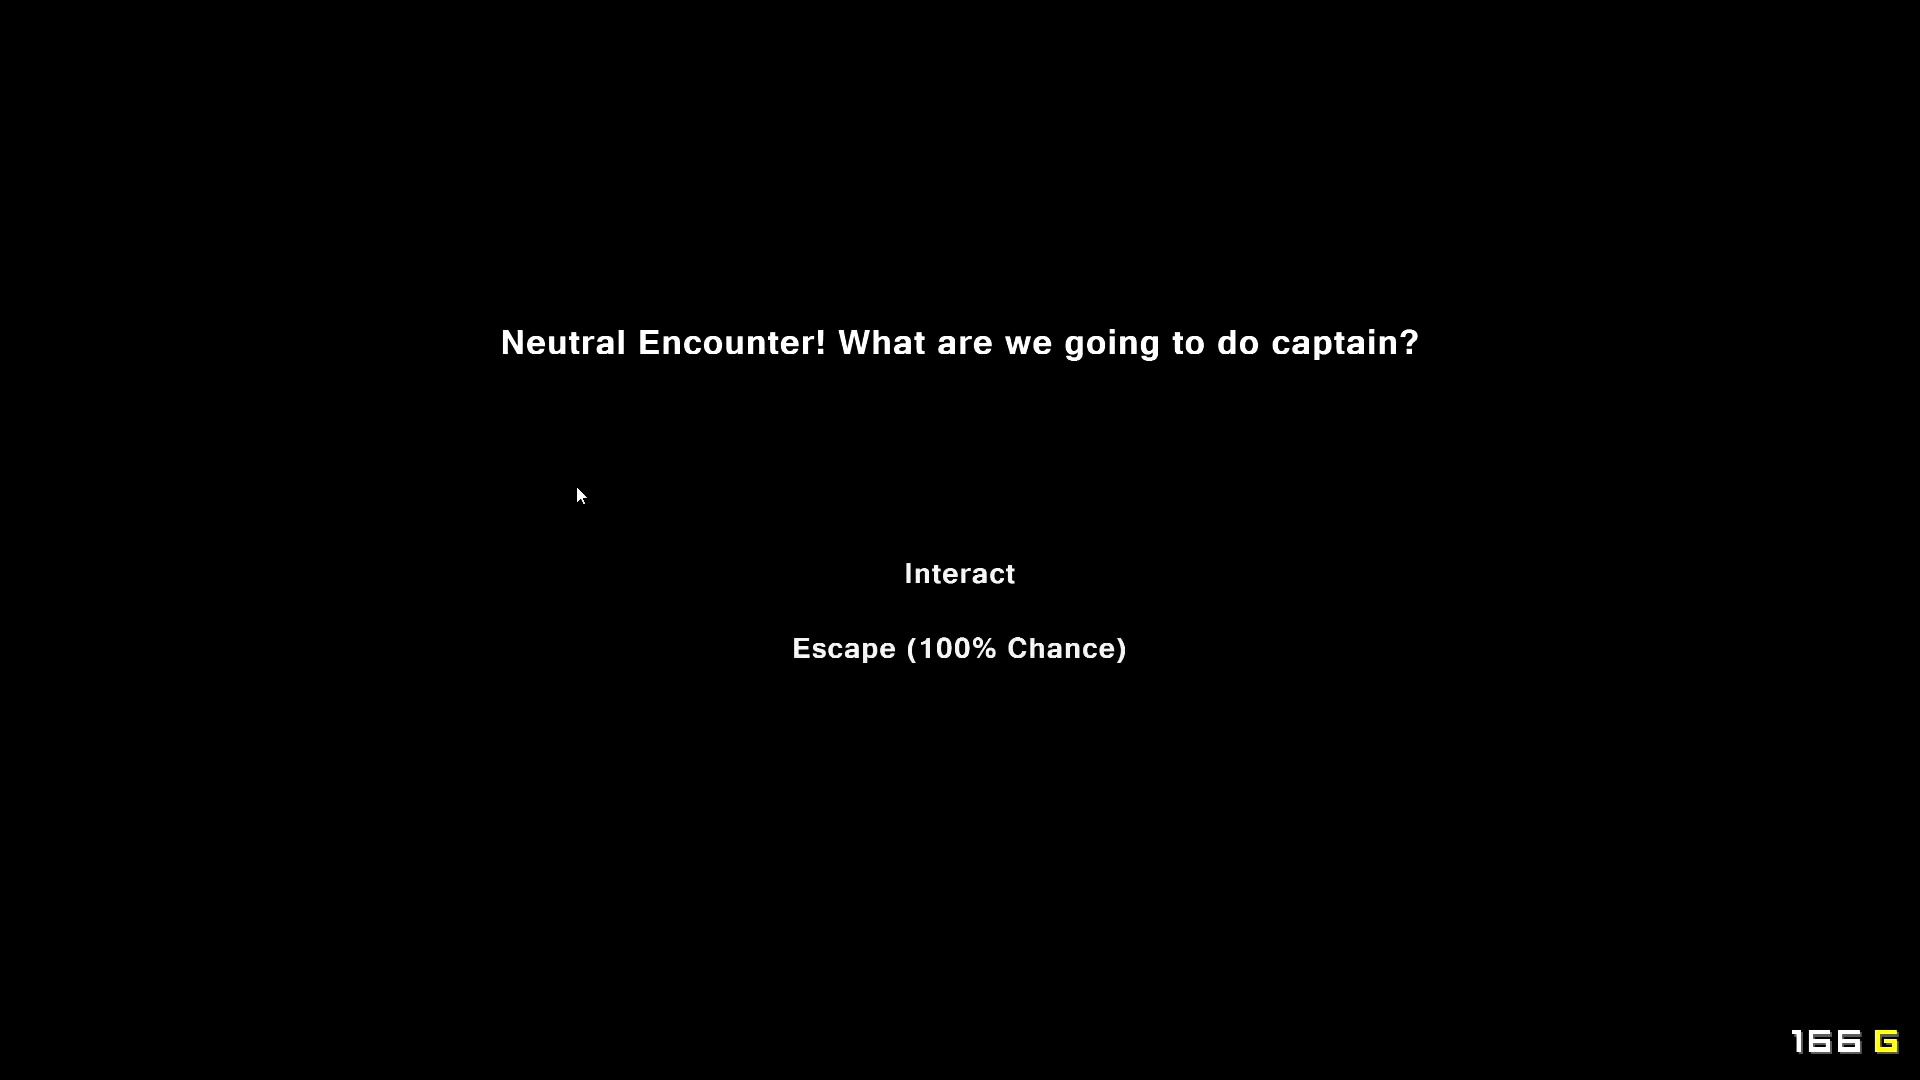 Neutral Encounter! What are we going to do captain?
Interact
Escape (100% Chance)
166 G